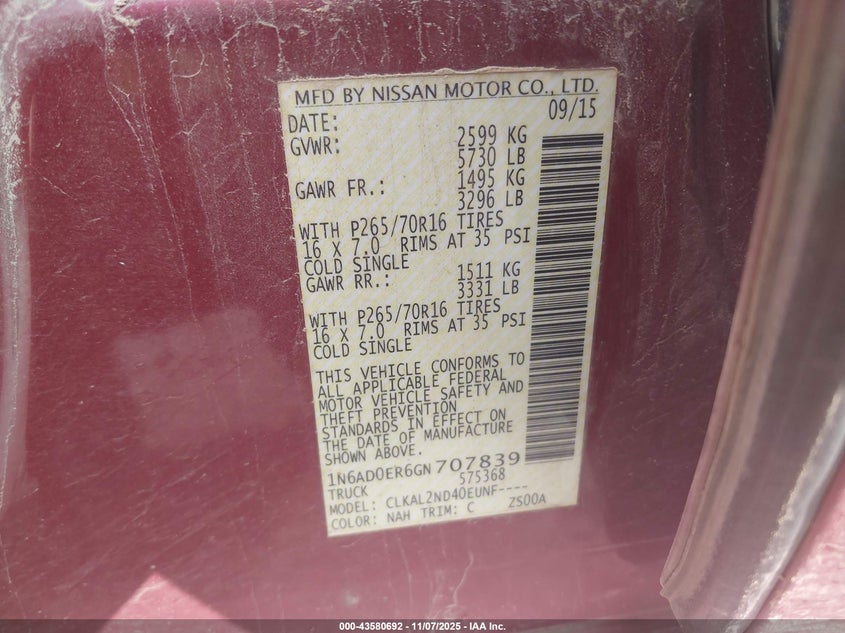 MFD BY NISSAN MOTOR CO., LTD.
DATE: 09/15
GVWR: 2599 KG
5730 LB
GAWR FR.: 1495 KG
3296 LB
WITH P265/70R16 TIRES
16 X 7.0 RIMS AT 35 PSI
COLD SINGLE
GAWR RR.: 1511 KG
3331 LB
WITH P265/70R16 TIRES
16 X 7.0 RIMS AT 35 PSI
COLD SINGLE
THIS VEHICLE CONFORMS TO
ALL APPLICABLE FEDERAL
MOTOR VEHICLE SAFETY AND
THEFT PREVENTION
STANDARDS IN EFFECT ON
THE DATE OF MANUFACTURE
SHOWN ABOVE.
1N6AD0ER6GN707839
TRUCK 575368
MODEL: CLKAL2ND40EUNF----
COLOR: NAH TRIM: C ZS00A
000-43580692 - 11/07/2025 - IAA Inc.